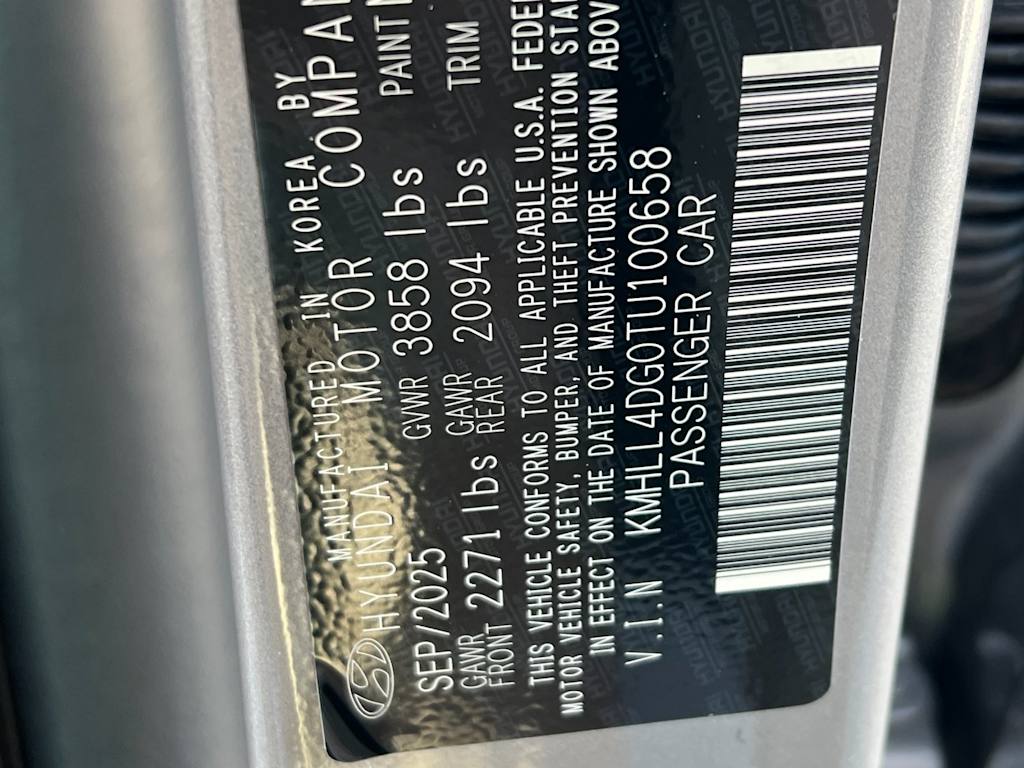 MANUFACTURED IN KOREA BY
HYUNDAI MOTOR COMPAN
SEP/2025 GVWR 3858 lbs PAINT
GAWR FRONT 2271 lbs GAWR REAR 2094 lbs TRIM
THIS VEHICLE CONFORMS TO ALL APPLICABLE U.S.A. FEDE
MOTOR VEHICLE SAFETY, BUMPER, AND THEFT PREVENTION STA
IN EFFECT ON THE DATE OF MANUFACTURE SHOWN ABOV
V.I.N KMHLL4DG0TU100658
PASSENGER CAR